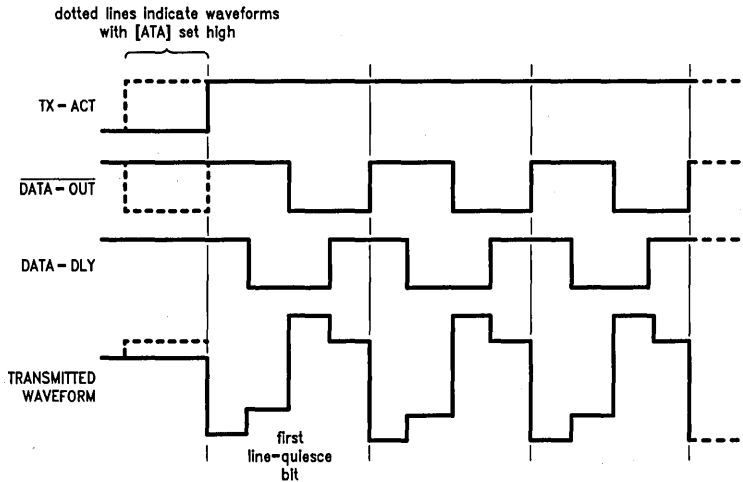 dotted lines indicate waveforms
with [ATA] set high
TX-ACT
DATA-OUT
DATA-DLY
TRANSMITTED
WAVEFORM
first
line-quiesce
bit